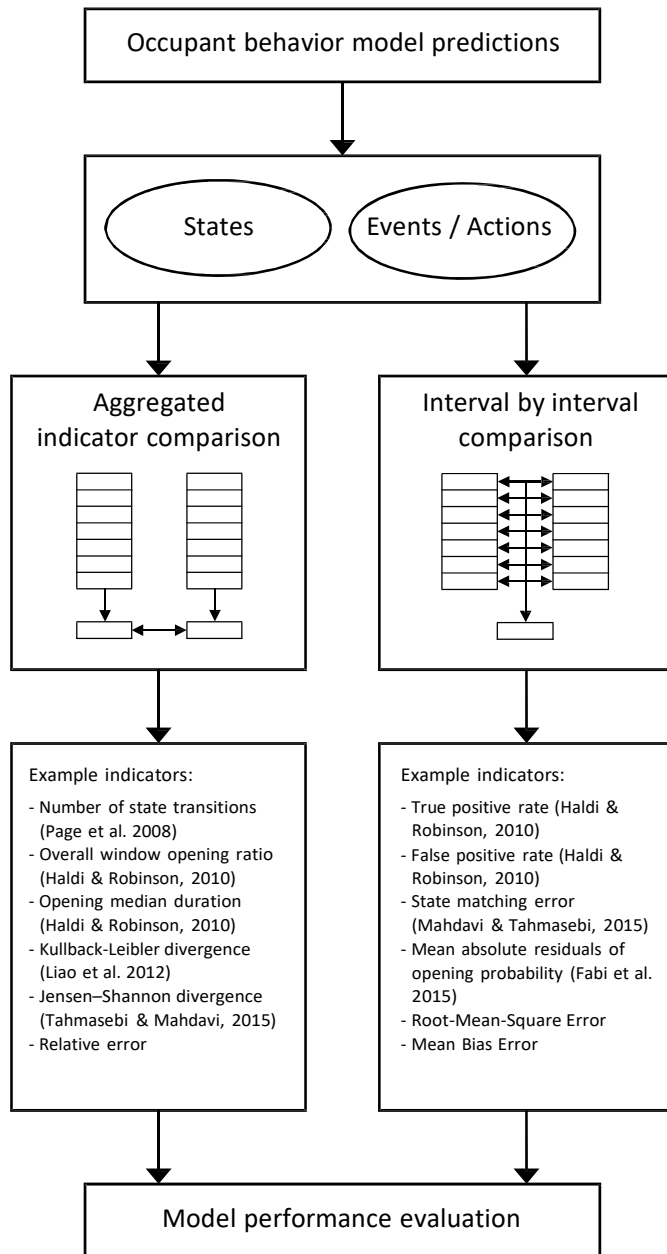 Occupant behavior model predictions
States
Events / Actions
Aggregated
indicator comparison
Interval by interval
comparison
Example indicators:
- Number of state transitions
(Page et al. 2008)
- Overall window opening ratio
(Haldi & Robinson, 2010)
- Opening median duration
(Haldi & Robinson, 2010)
- Kullback-Leibler divergence
(Liao et al. 2012)
- Jensen–Shannon divergence
(Tahmasebi & Mahdavi, 2015)
- Relative error
Example indicators:
- True positive rate (Haldi &
Robinson, 2010)
- False positive rate (Haldi &
Robinson, 2010)
- State matching error
(Mahdavi & Tahmasebi, 2015)
- Mean absolute residuals of
opening probability (Fabi et al.
2015)
- Root-Mean-Square Error
- Mean Bias Error
Model performance evaluation